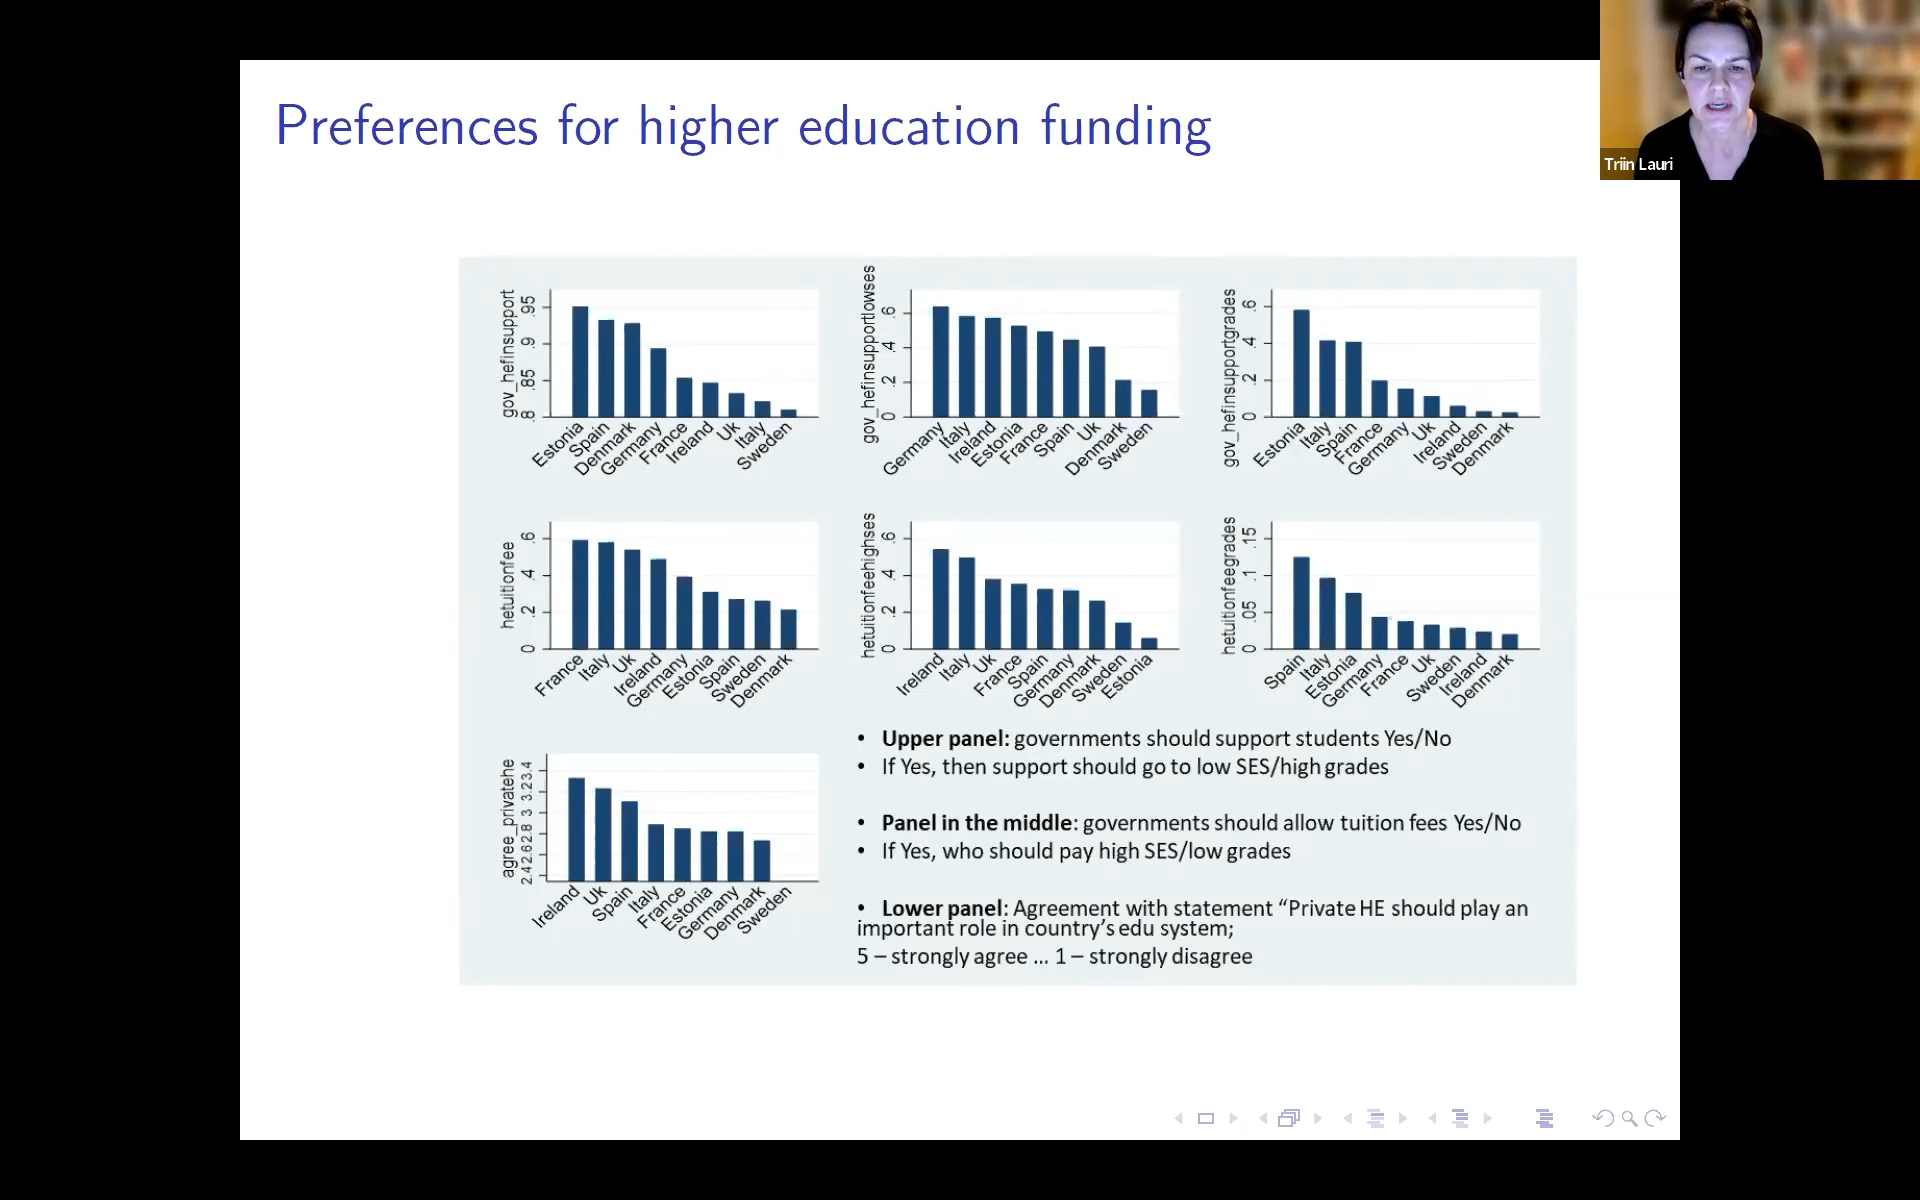 Preferences for higher education funding
Triin Lauri
gov_hefinsupport
.8 .85 .9 .95
Estonia Spain Denmark Germany France Ireland Uk Italy Sweden
gov_hefinsupportlowses
0 .2 .4 .6
Germany Italy Ireland Estonia France Spain Uk Denmark Sweden
gov_hefinsupportgrades
0 .2 .4 .6
Estonia Italy Spain France Germany Uk Ireland Sweden Denmark
hetuitionfee
0 .2 .4 .6
France Italy Uk Ireland Germany Estonia Spain Sweden Denmark
hetuitionfeehighses
0 .2 .4 .6
Ireland Italy Uk France Spain Germany Denmark Sweden Estonia
hetuitionfeegrades
0 .05 .1 .15
Spain Italy Estonia Germany France Uk Sweden Ireland Denmark
agree_privatehe
2.4 2.6 2.8 3 3.2 3.4
Ireland Uk Spain Italy France Estonia Germany Denmark Sweden
• Upper panel: governments should support students Yes/No
• If Yes, then support should go to low SES/high grades
• Panel in the middle: governments should allow tuition fees Yes/No
• If Yes, who should pay high SES/low grades
• Lower panel: Agreement with statement “Private HE should play an
important role in country’s edu system;
5 – strongly agree ... 1 – strongly disagree